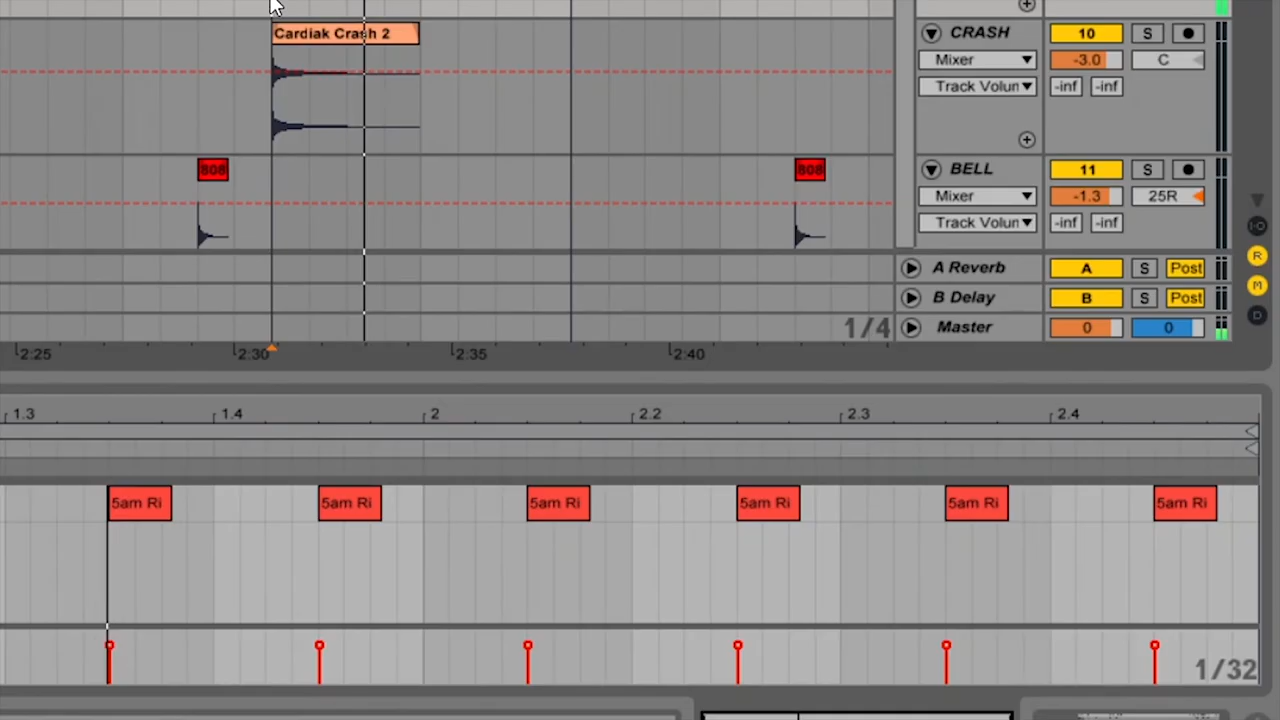 Cardiak Crash 2
CRASH 10 S
Mixer -3.0 C
Track Volun -inf -inf
808 808 BELL 11 S
Mixer -1.3 25R
Track Volun -inf -inf
A Reverb A S Post
B Delay B S Post
1/4 Master 0 0
2:25 2:30 2:35 2:40
R
M
D
1.3 1.4 2 2.2 2.3 2.4
5am Ri 5am Ri 5am Ri 5am Ri 5am Ri 5am Ri
1/32